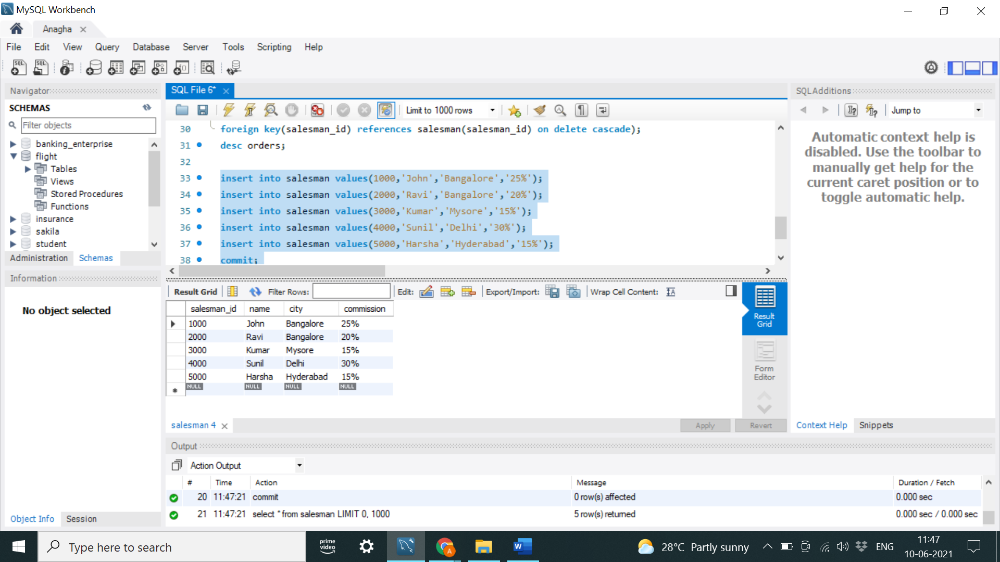 MySQL Workbench
Anagha
File Edit View Query Database Server Tools Scripting Help
Navigator
SCHEMAS
Filter objects
banking_enterprise
flight
Tables
Views
Stored Procedures
Functions
insurance
sakila
student
Administration Schemas
Information
No object selected
Object Info Session
SQL File 6*
Limit to 1000 rows
30 foreign key(salesman_id) references salesman(salesman_id) on delete cascade);
31 desc orders;
32
33 insert into salesman values(1000,'John','Bangalore','25%');
34 insert into salesman values(2000,'Ravi','Bangalore','20%');
35 insert into salesman values(3000,'Kumar','Mysore','15%');
36 insert into salesman values(4000,'Sunil','Delhi','30%');
37 insert into salesman values(5000,'Harsha','Hyderabad','15%');
38 commit;
Result Grid Filter Rows: Edit: Export/Import: Wrap Cell Content:
salesman_id name city commission
1000 John Bangalore 25%
2000 Ravi Bangalore 20%
3000 Kumar Mysore 15%
4000 Sunil Delhi 30%
5000 Harsha Hyderabad 15%
NULL NULL NULL NULL
Result
Grid
Form
Editor
salesman 4
Apply Revert
SQLAdditions
Jump to
Automatic context help is
disabled. Use the toolbar to
manually get help for the
current caret position or to
toggle automatic help.
Context Help Snippets
Output
Action Output
# Time Action Message Duration / Fetch
20 11:47:21 commit 0 row(s) affected 0.000 sec
21 11:47:21 select * from salesman LIMIT 0, 1000 5 row(s) returned 0.000 sec / 0.000 sec
Type here to search
prime
video
28°C Partly sunny
ENG
11:47
10-06-2021